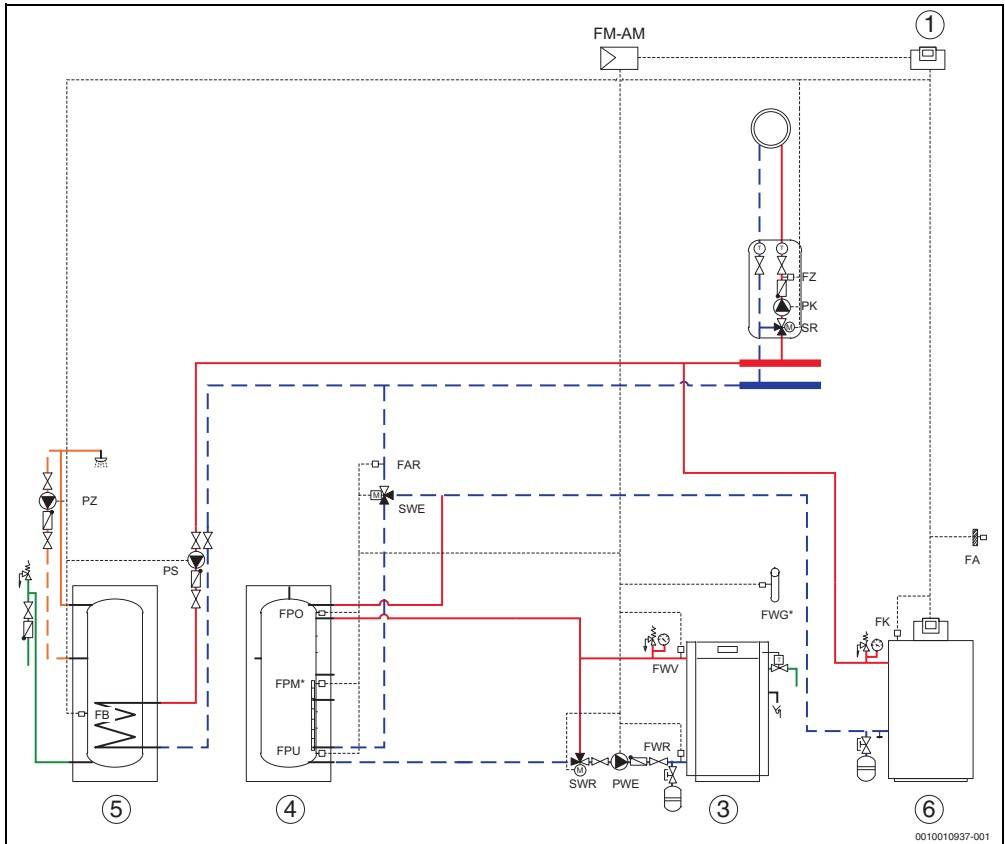 1
FM-AM
T
T
FZ
PK
M
SR
FAR
M
SWE
PZ
PS
FA
FPO
FWG*
FK
T
FWV
FPM*
FB
FPU
FWR
M
SWR
PWE
5
4
3
6
0010010937-001